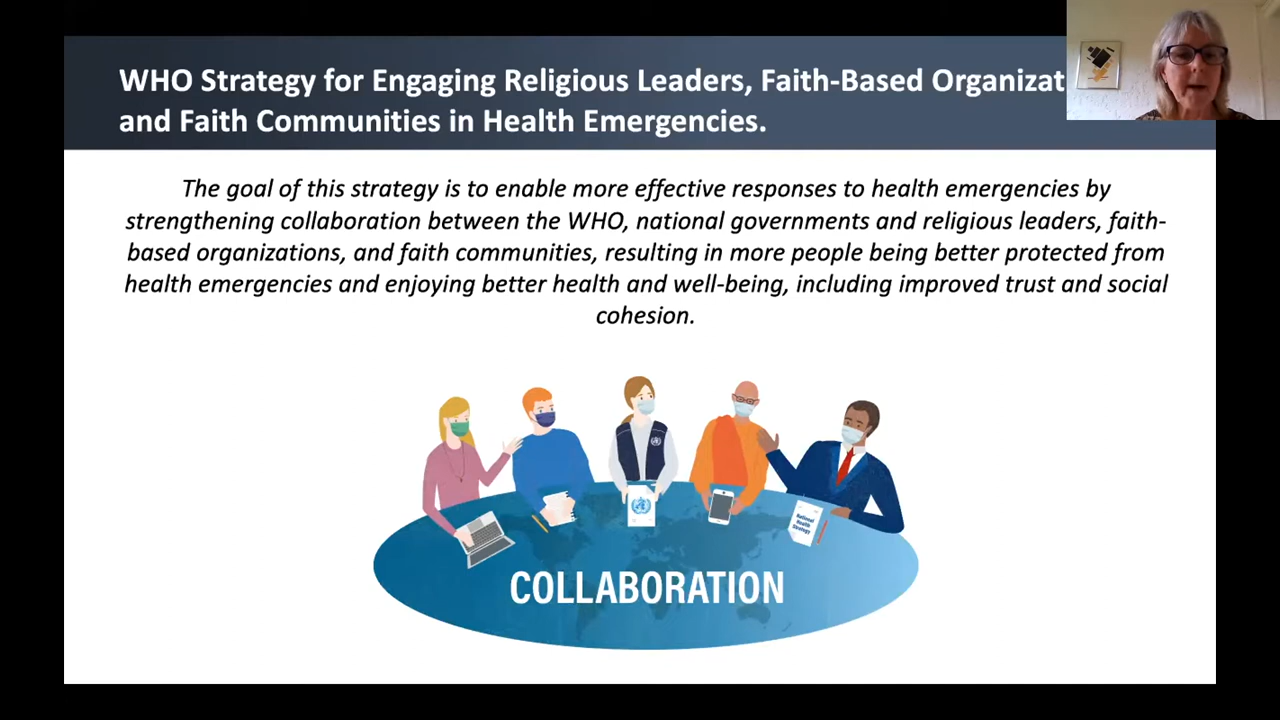 WHO Strategy for Engaging Religious Leaders, Faith-Based Organizat
and Faith Communities in Health Emergencies.
The goal of this strategy is to enable more effective responses to health emergencies by
strengthening collaboration between the WHO, national governments and religious leaders, faith-
based organizations, and faith communities, resulting in more people being better protected from
health emergencies and enjoying better health and well-being, including improved trust and social
cohesion.
National
Health
Strategy
COLLABORATION